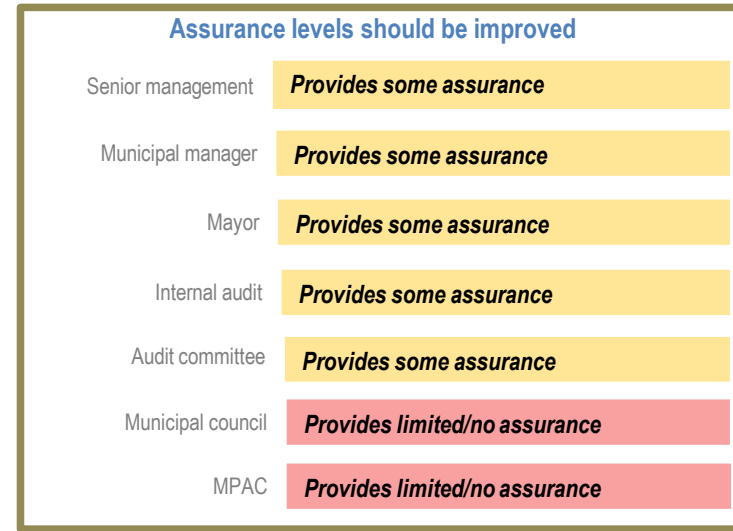 Assurance levels should be improved
Senior management Provides some assurance
Municipal manager Provides some assurance
Mayor Provides some assurance
Internal audit Provides some assurance
Audit committee Provides some assurance
Municipal council Provides limited/no assurance
MPAC Provides limited/no assurance